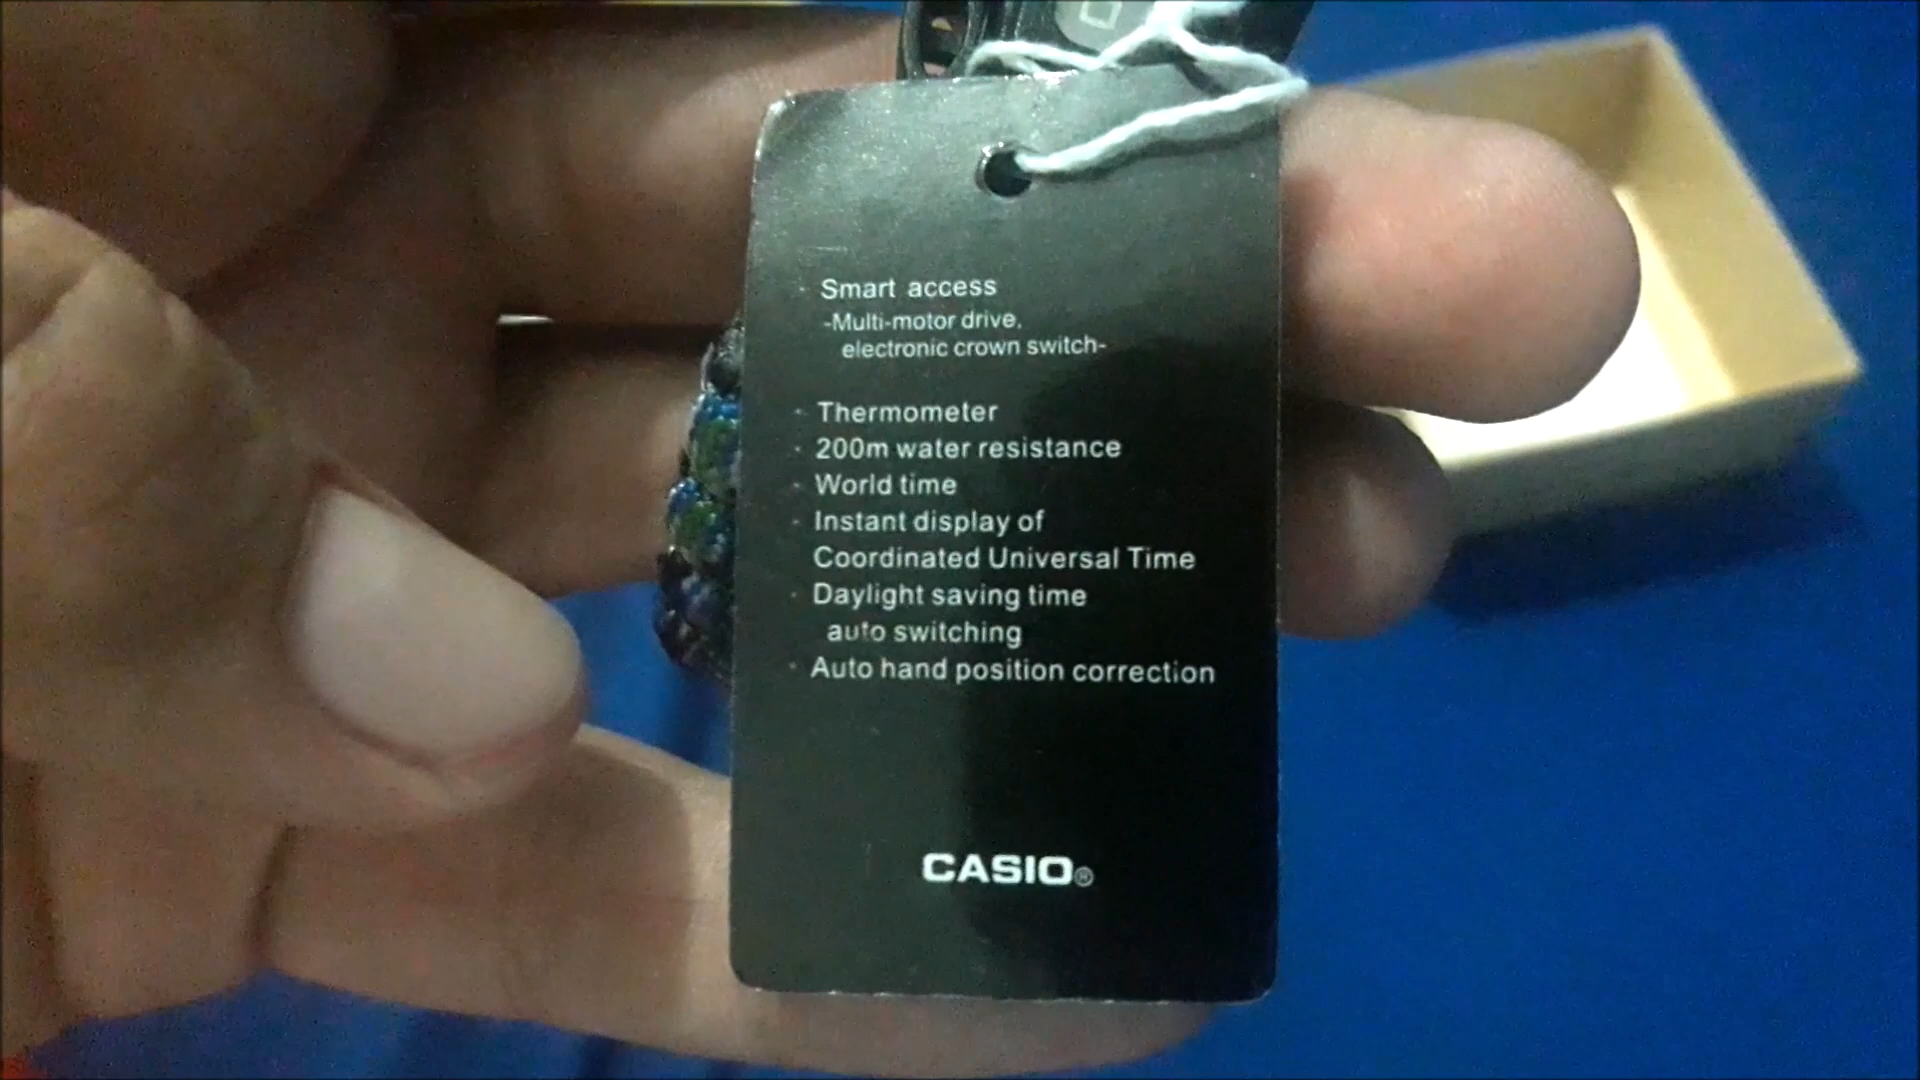 · Smart access
-Multi-motor drive,
electronic crown switch-
· Thermometer
· 200m water resistance
· World time
· Instant display of
Coordinated Universal Time
· Daylight saving time
auto switching
· Auto hand position correction
CASIO®